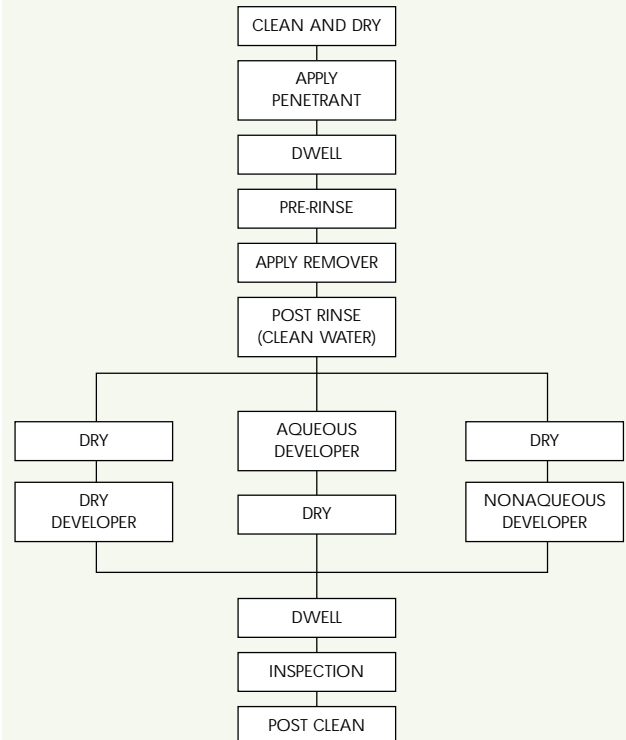 CLEAN AND DRY
APPLY
PENETRANT
DWELL
PRE-RINSE
APPLY REMOVER
POST RINSE
(CLEAN WATER)
DRY
DRY
DEVELOPER
AQUEOUS
DEVELOPER
DRY
DRY
NONAQUEOUS
DEVELOPER
DWELL
INSPECTION
POST CLEAN